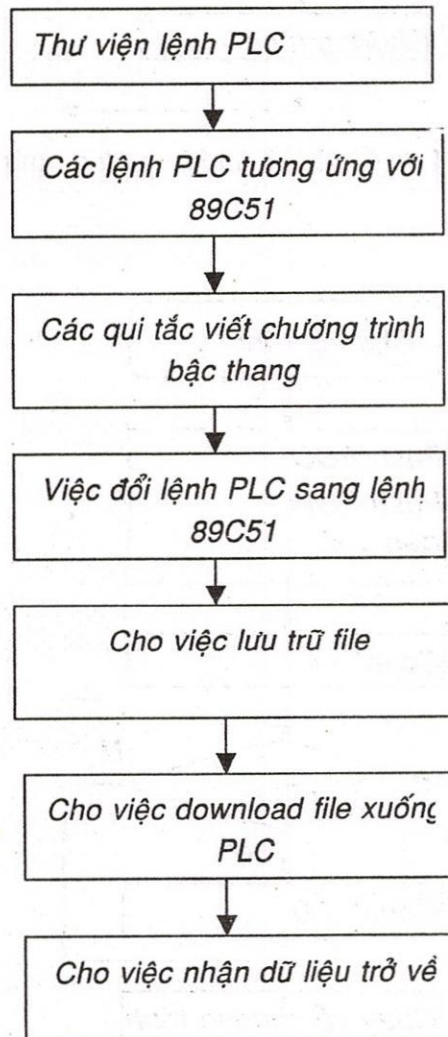 Thư viện lệnh PLC
Các lệnh PLC tương ứng với
89C51
Các qui tắc viết chương trình
bậc thang
Việc đổi lệnh PLC sang lệnh
89C51
Cho việc lưu trữ file
Cho việc download file xuống
PLC
Cho việc nhận dữ liệu trở về